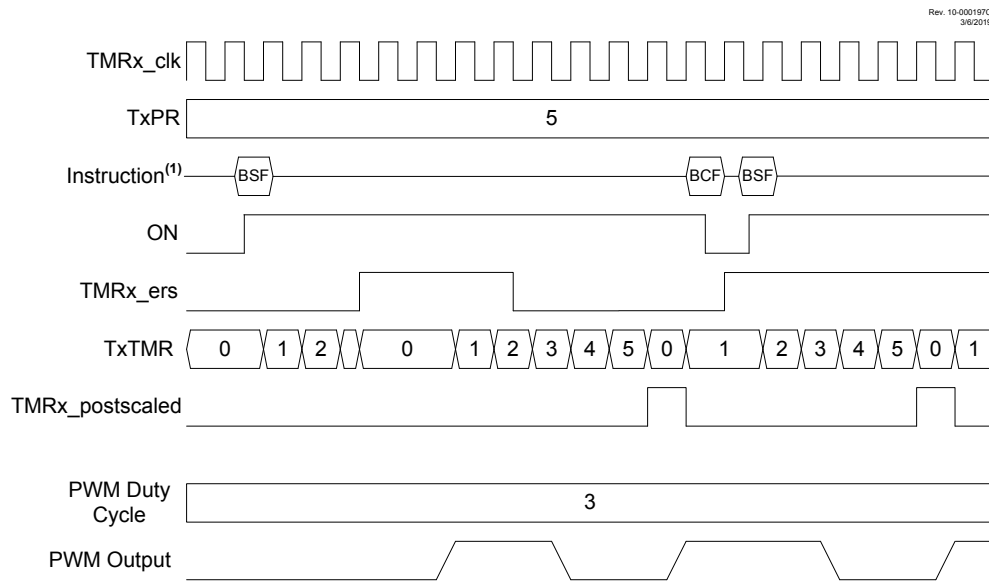 Rev. 10-000197C
3/6/2019
TMRx_clk
TxPR 5
Instruction(1) BSF BCF BSF
ON
TMRx_ers
TxTMR 0 1 2 0 1 2 3 4 5 0 1 2 3 4 5 0 1
TMRx_postscaled
PWM Duty
Cycle 3
PWM Output